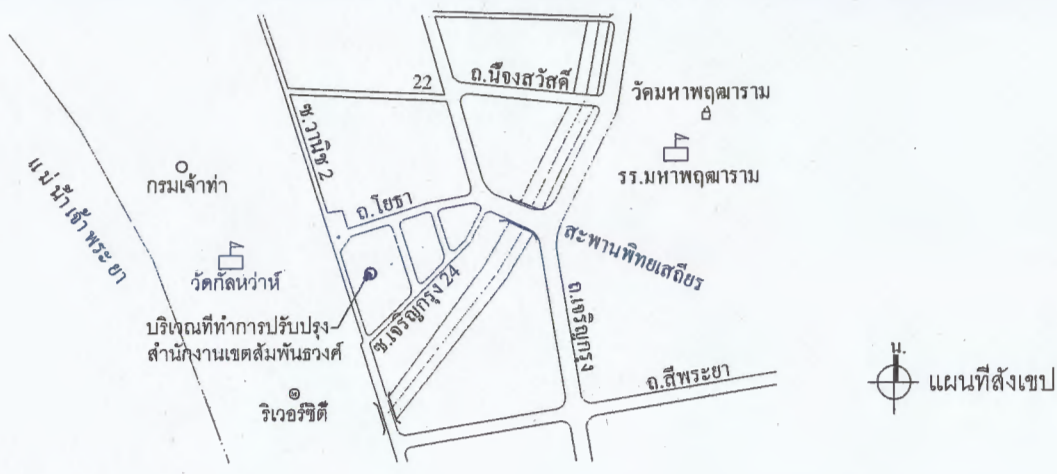 ถ.นิ้จงสวัสดิ์
22
วัดมหาพฤฒาราม
ซ.วานิช 2
แม่น้ำเจ้าพระยา
กรมเจ้าท่า
รร.มหาพฤฒาราม
ถ.โยธา
สะพานพิทยเสถียร
วัดกัลหว่าห์
บริเวณที่ทำการปรับปรุง
สำนักงานเขตสัมพันธวงศ์
ซ.เจริญกรุง 24
ถ.เจริญกรุง
ถ.สี่พระยา
ริเวอร์ซิตี้
น.
แผนที่สังเขป